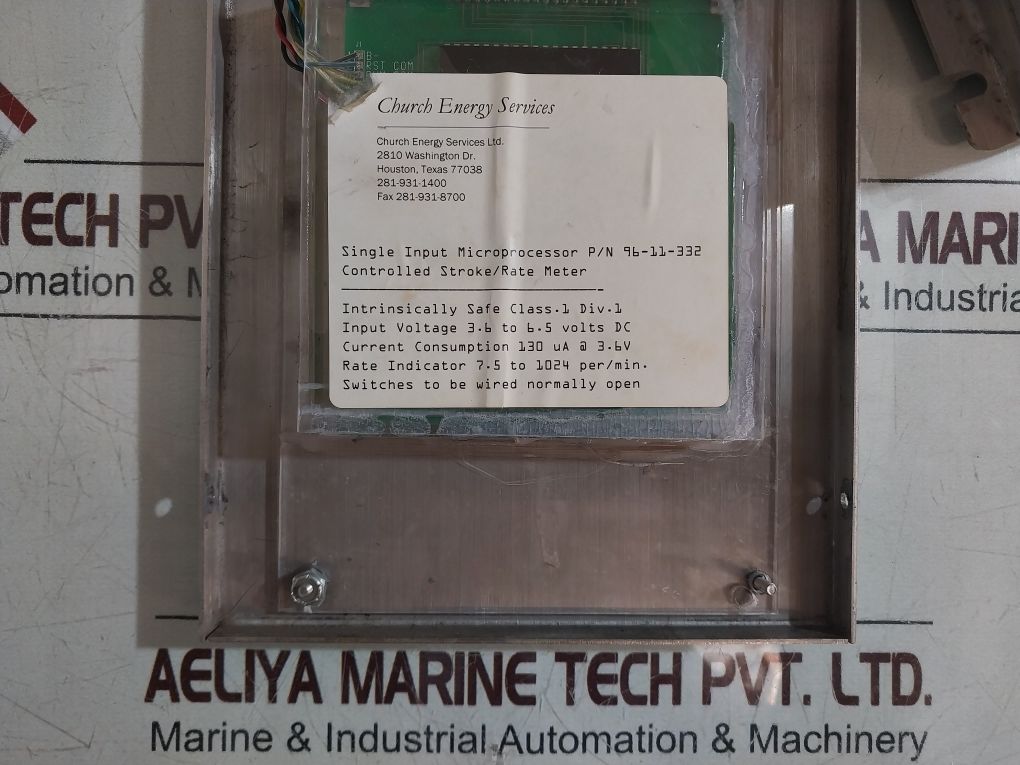 J1
RST COM
Church Energy Services
Church Energy Services Ltd.
2810 Washington Dr.
Houston, Texas 77038
281-931-1400
Fax 281-931-8700
Single Input Microprocessor P/N 96-11-332
Controlled Stroke/Rate Meter
Intrinsically Safe Class.1 Div.1
Input Voltage 3.6 to 6.5 volts DC
Current Consumption 130 uA @ 3.6V
Rate Indicator 7.5 to 1024 per/min.
Switches to be wired normally open
TECH PV
A MARI
omation & M
& Industria
AELIYA MARINE TECH PVT. LTD.
Marine & Industrial Automation & Machinery